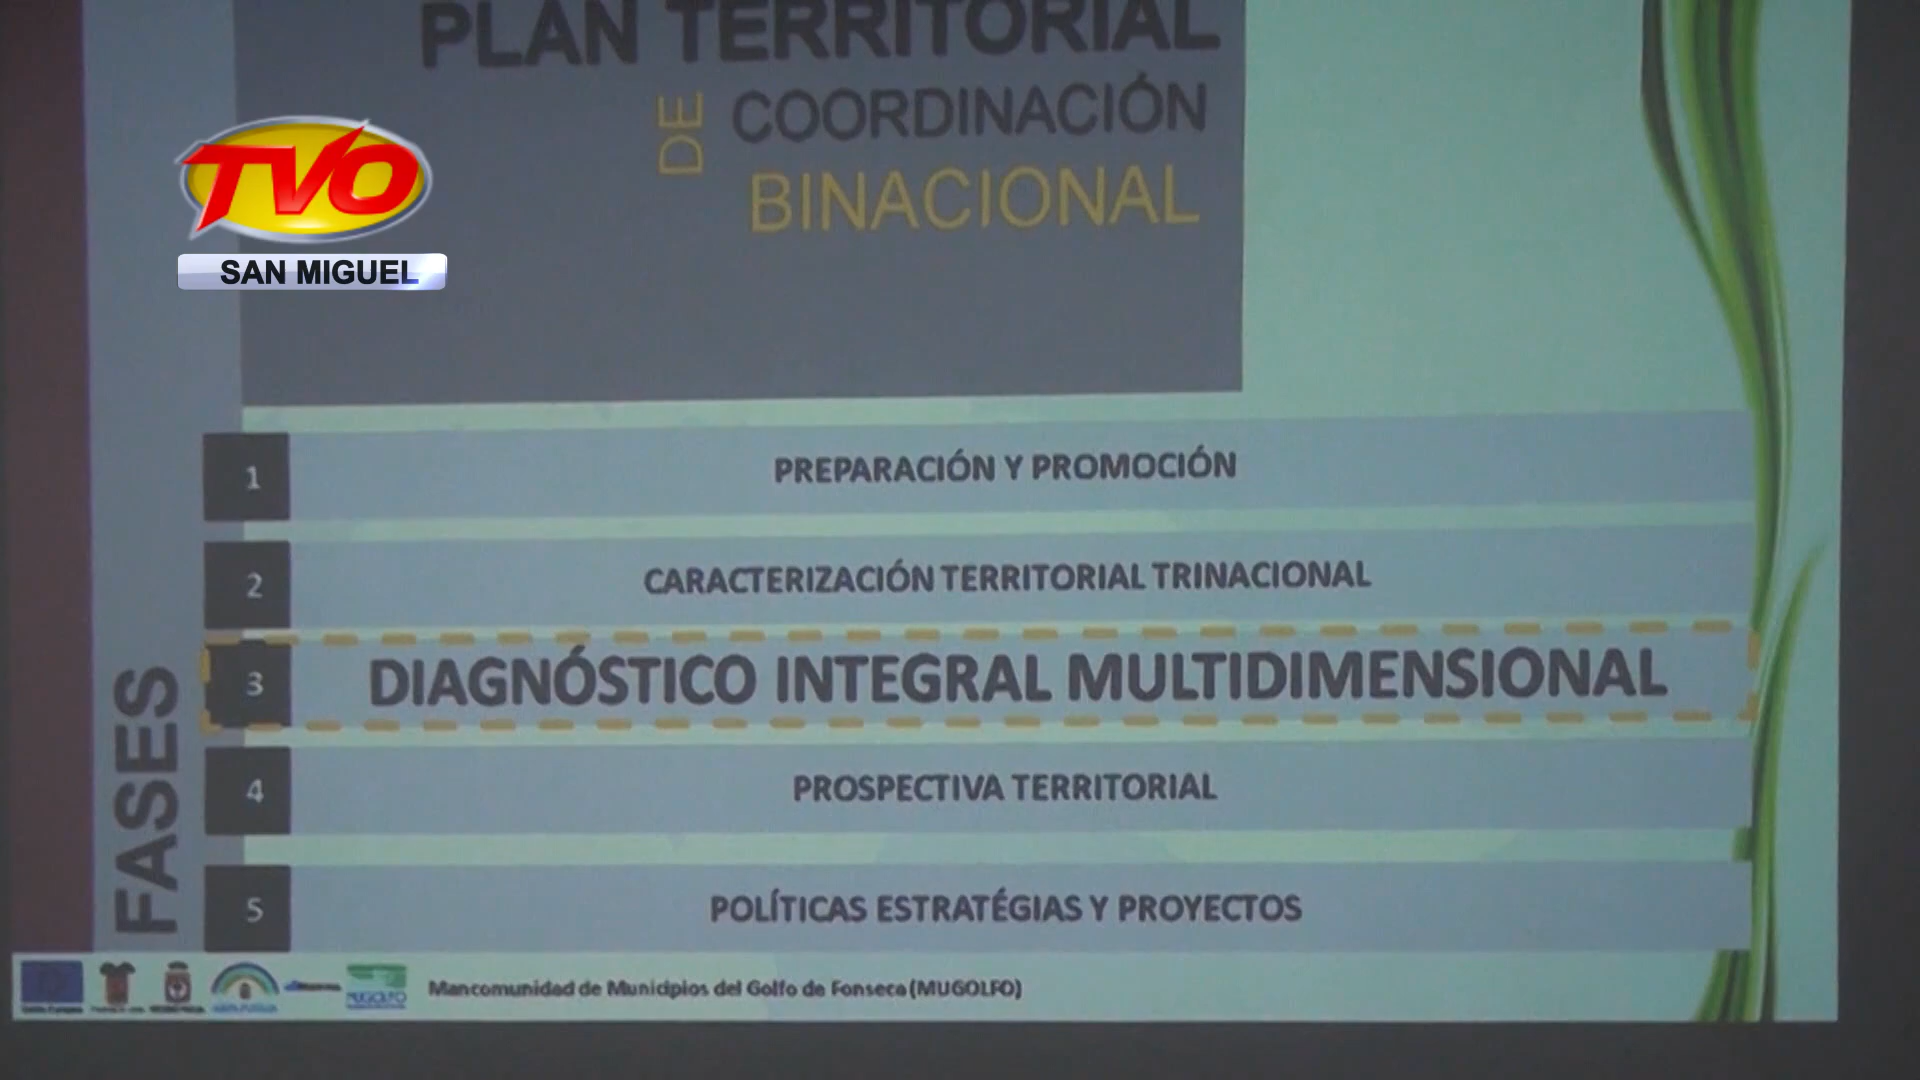 PLAN TERRITORIAL
DE COORDINACIÓN
BINACIONAL
TVO
SAN MIGUEL
FASES
1 PREPARACIÓN Y PROMOCIÓN
2 CARACTERIZACIÓN TERRITORIAL TRINACIONAL
3 DIAGNÓSTICO INTEGRAL MULTIDIMENSIONAL
4 PROSPECTIVA TERRITORIAL
5 POLÍTICAS ESTRATÉGIAS Y PROYECTOS
MUGOLFO
Mancomunidad de Municipios del Golfo de Fonseca (MUGOLFO)